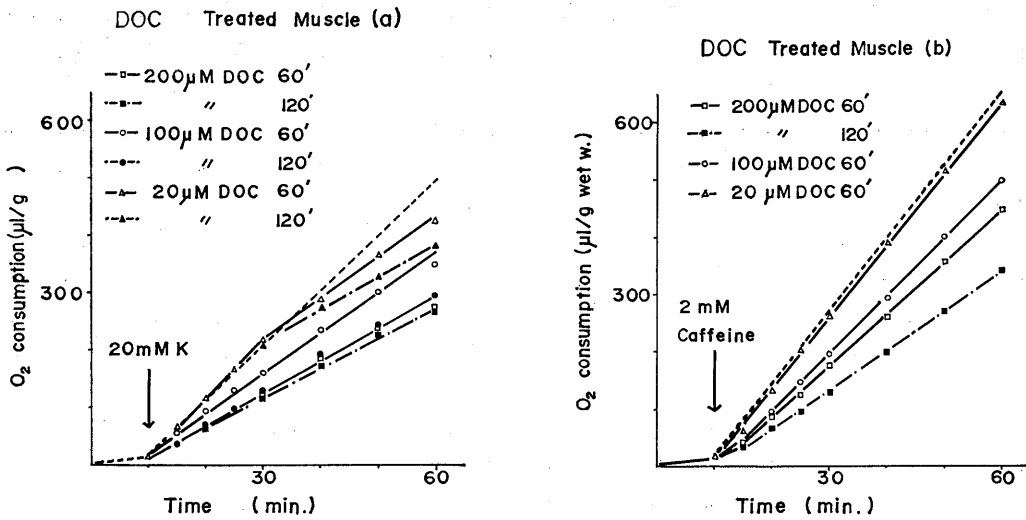 DOC Treated Muscle (a)
200µM DOC 60′
〃 120′
100µM DOC 60′
〃 120′
20µM DOC 60′
〃 120′
600
300
O₂ consumption (µl/g)
20mM K
30
60
Time (min.)
DOC Treated Muscle (b)
200µM DOC 60′
〃 120′
100µM DOC 60′
20µM DOC 60′
600
300
O₂ consumption (µl/g wet w.)
2 mM
Caffeine
30
60
Time (min.)